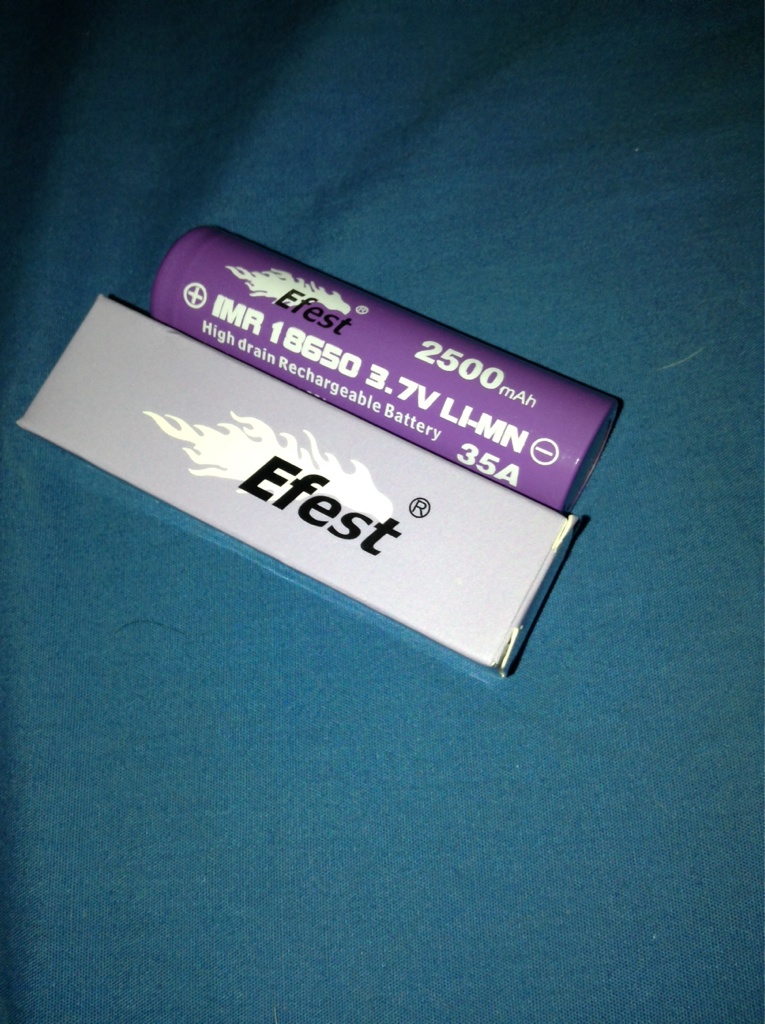 Efest®
2500mAh
⊕ IMR 18650 3.7V LI-MN ⊖
High drain Rechargeable Battery
35A
Efest®